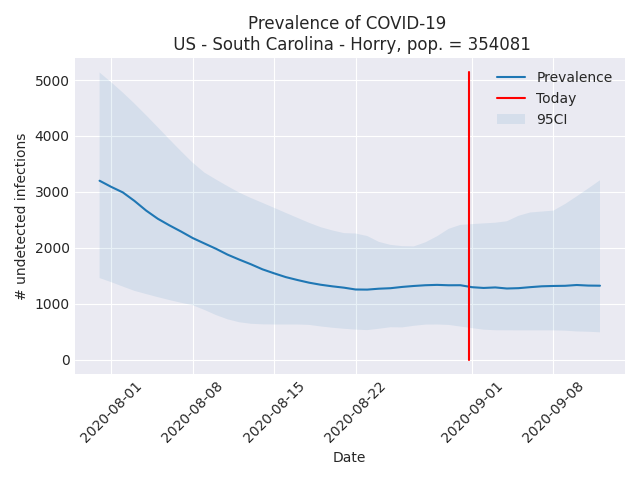 Prevalence of COVID-19
US - South Carolina - Horry, pop. = 354081
# undetected infections
5000
4000
3000
2000
1000
0
Prevalence
Today
95CI
2020-08-01
2020-08-08
2020-08-15
2020-08-22
2020-09-01
2020-09-08
Date